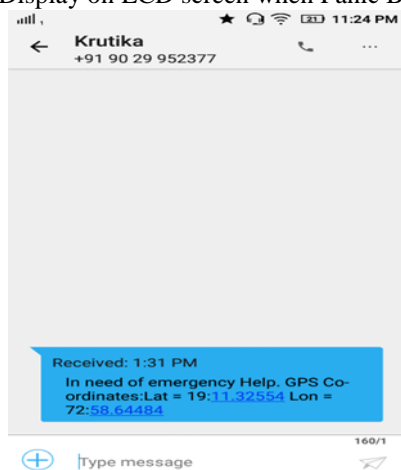 Display on LCD screen when Panic B
11:24 PM
Krutika
+91 90 29 952377
Received: 1:31 PM
In need of emergency Help. GPS Co-
ordinates:Lat = 19:11.32554 Lon =
72:58.64484
160/1
Type message